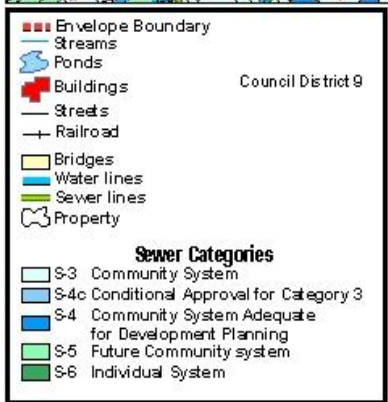 Envelope Boundary
Streams
Ponds
Buildings
Council District 9
Streets
Railroad
Bridges
Water lines
Sewer lines
Property
Sewer Categories
S-3 Community System
S-4c Conditional Approval for Category 3
S-4 Community System Adequate
for Development Planning
S-5 Future Community system
S-6 Individual System